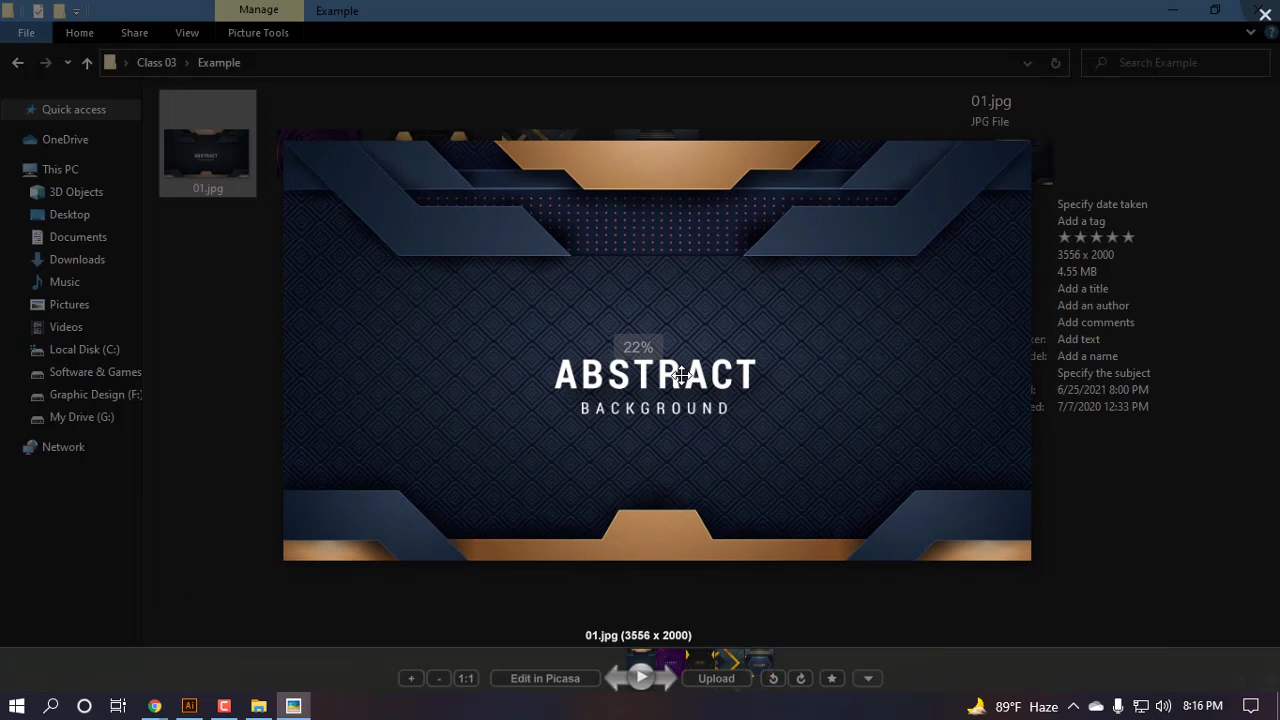 Manage
Example
File
Home
Share
View
Picture Tools
Class 03
Example
Search Example
Quick access
OneDrive
This PC
3D Objects
Desktop
Documents
Downloads
Music
Pictures
Videos
Local Disk (C:)
Software & Games
Graphic Design (F:)
My Drive (G:)
Network
ABSTRACT
01.jpg
22%
ABSTRACT
BACKGROUND
01.jpg
JPG File
Specify date taken
Add a tag
3556 x 2000
4.55 MB
Add a title
Add an author
Add comments
Add text
Add a name
Specify the subject
6/25/2021 8:00 PM
7/7/2020 12:33 PM
01.jpg (3556 x 2000)
+
-
1:1
Edit in Picasa
Upload
Ai
89°F Haze
8:16 PM